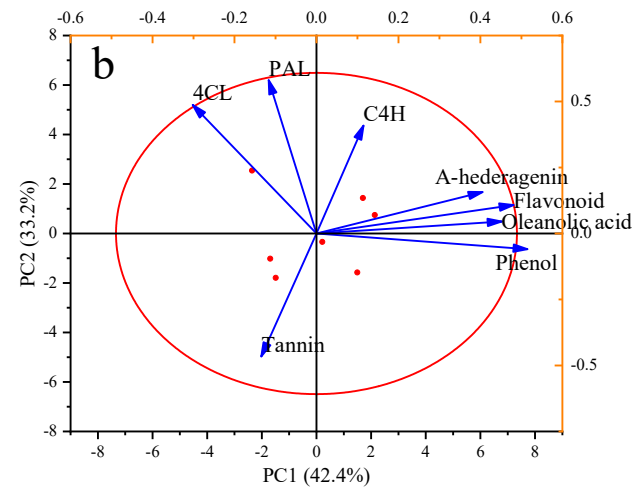 -0.6 -0.4 -0.2 0.0 0.2 0.4 0.6
b
8
6
4
2
0
-2
-4
-6
-8
PC2 (33.2%)
4CL
PAL
C4H
A-hederagenin
Flavonoid
Oleanolic acid
Phenol
Tannin
0.5
0.0
-0.5
-8 -6 -4 -2 0 2 4 6 8
PC1 (42.4%)